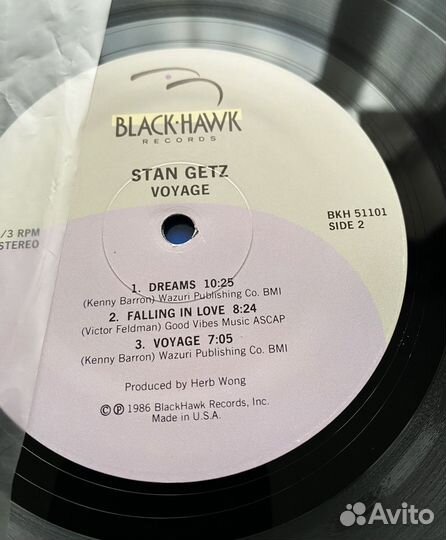 BLACK•HAWK
RECORDS
STAN GETZ
VOYAGE
/3 RPM
STEREO
BKH 51101
SIDE 2
1. DREAMS 10:25
(Kenny Barron) Wazuri Publishing Co. BMI
2. FALLING IN LOVE 8:24
(Victor Feldman) Good Vibes Music ASCAP
3. VOYAGE 7:05
(Kenny Barron) Wazuri Publishing Co. BMI
Produced by Herb Wong
© ℗ 1986 BlackHawk Records, Inc.
Made in U.S.A.
Avito